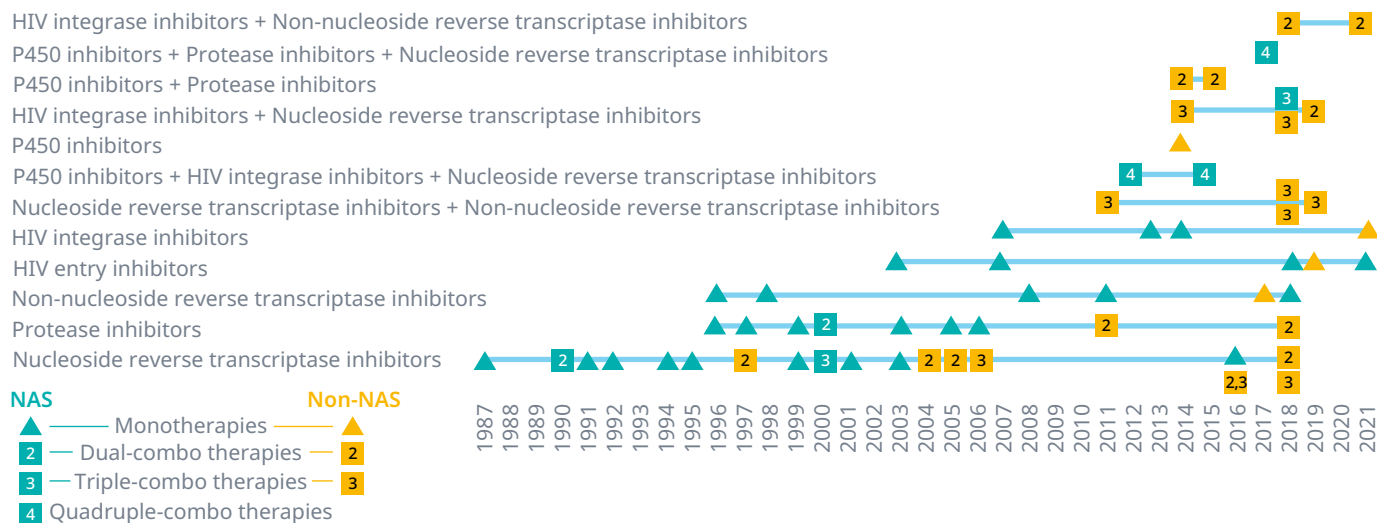 HIV integrase inhibitors + Non-nucleoside reverse transcriptase inhibitors 2 2
P450 inhibitors + Protease inhibitors + Nucleoside reverse transcriptase inhibitors 4
P450 inhibitors + Protease inhibitors 2 2
3
HIV integrase inhibitors + Nucleoside reverse transcriptase inhibitors 3 2
3
P450 inhibitors
P450 inhibitors + HIV integrase inhibitors + Nucleoside reverse transcriptase inhibitors 4 4
3
Nucleoside reverse transcriptase inhibitors + Non-nucleoside reverse transcriptase inhibitors 3 3
3
HIV integrase inhibitors
HIV entry inhibitors
Non-nucleoside reverse transcriptase inhibitors
Protease inhibitors 2 2 2
Nucleoside reverse transcriptase inhibitors 2 2 3 2 2 3 2
2,3 3
NAS Non-NAS
Monotherapies
2 Dual-combo therapies 2
3 Triple-combo therapies 3
4 Quadruple-combo therapies
1987 1988 1989 1990 1991 1992 1993 1994 1995 1996 1997 1998 1999 2000 2001 2002 2003 2004 2005 2006 2007 2008 2009 2010 2011 2012 2013 2014 2015 2016 2017 2018 2019 2020 2021